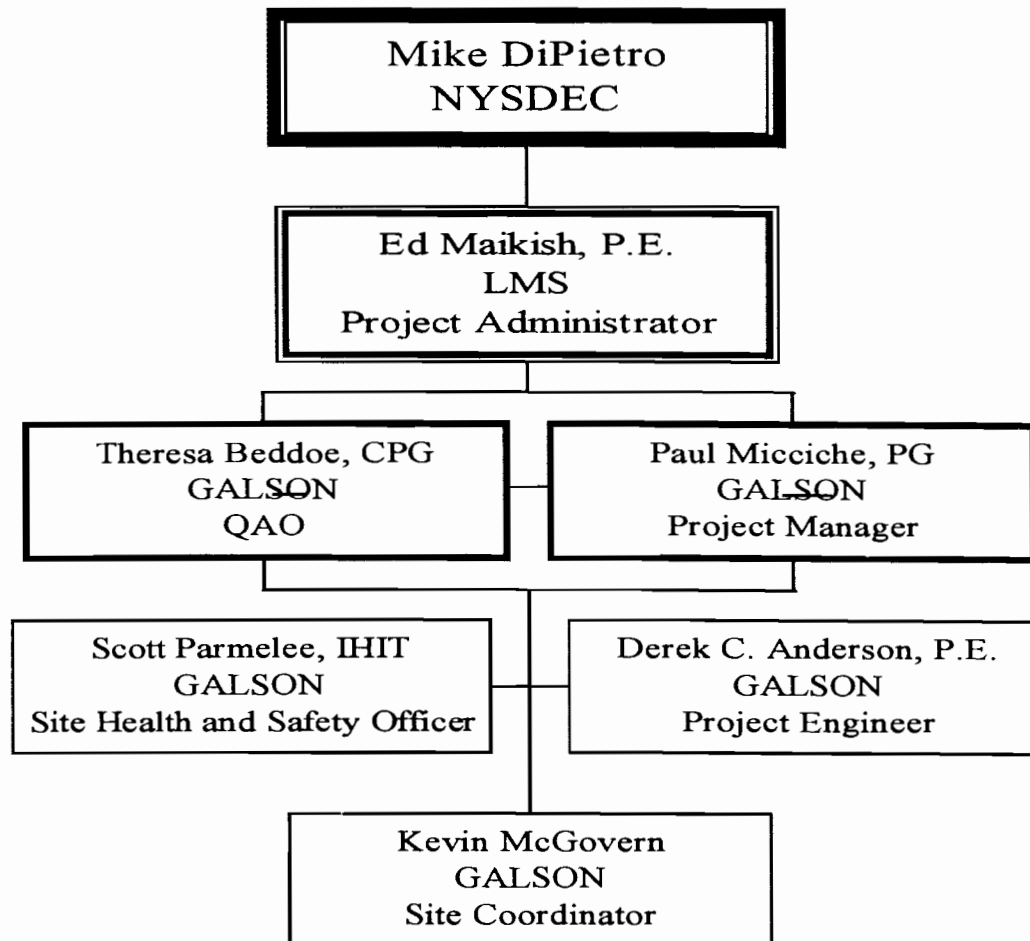 Mike DiPietro
NYSDEC
Ed Maikish, P.E.
LMS
Project Administrator
Theresa Beddoe, CPG
GALSON
QAO
Paul Micciche, PG
GALSON
Project Manager
Scott Parmelee, IHIT
GALSON
Site Health and Safety Officer
Derek C. Anderson, P.E.
GALSON
Project Engineer
Kevin McGovern
GALSON
Site Coordinator